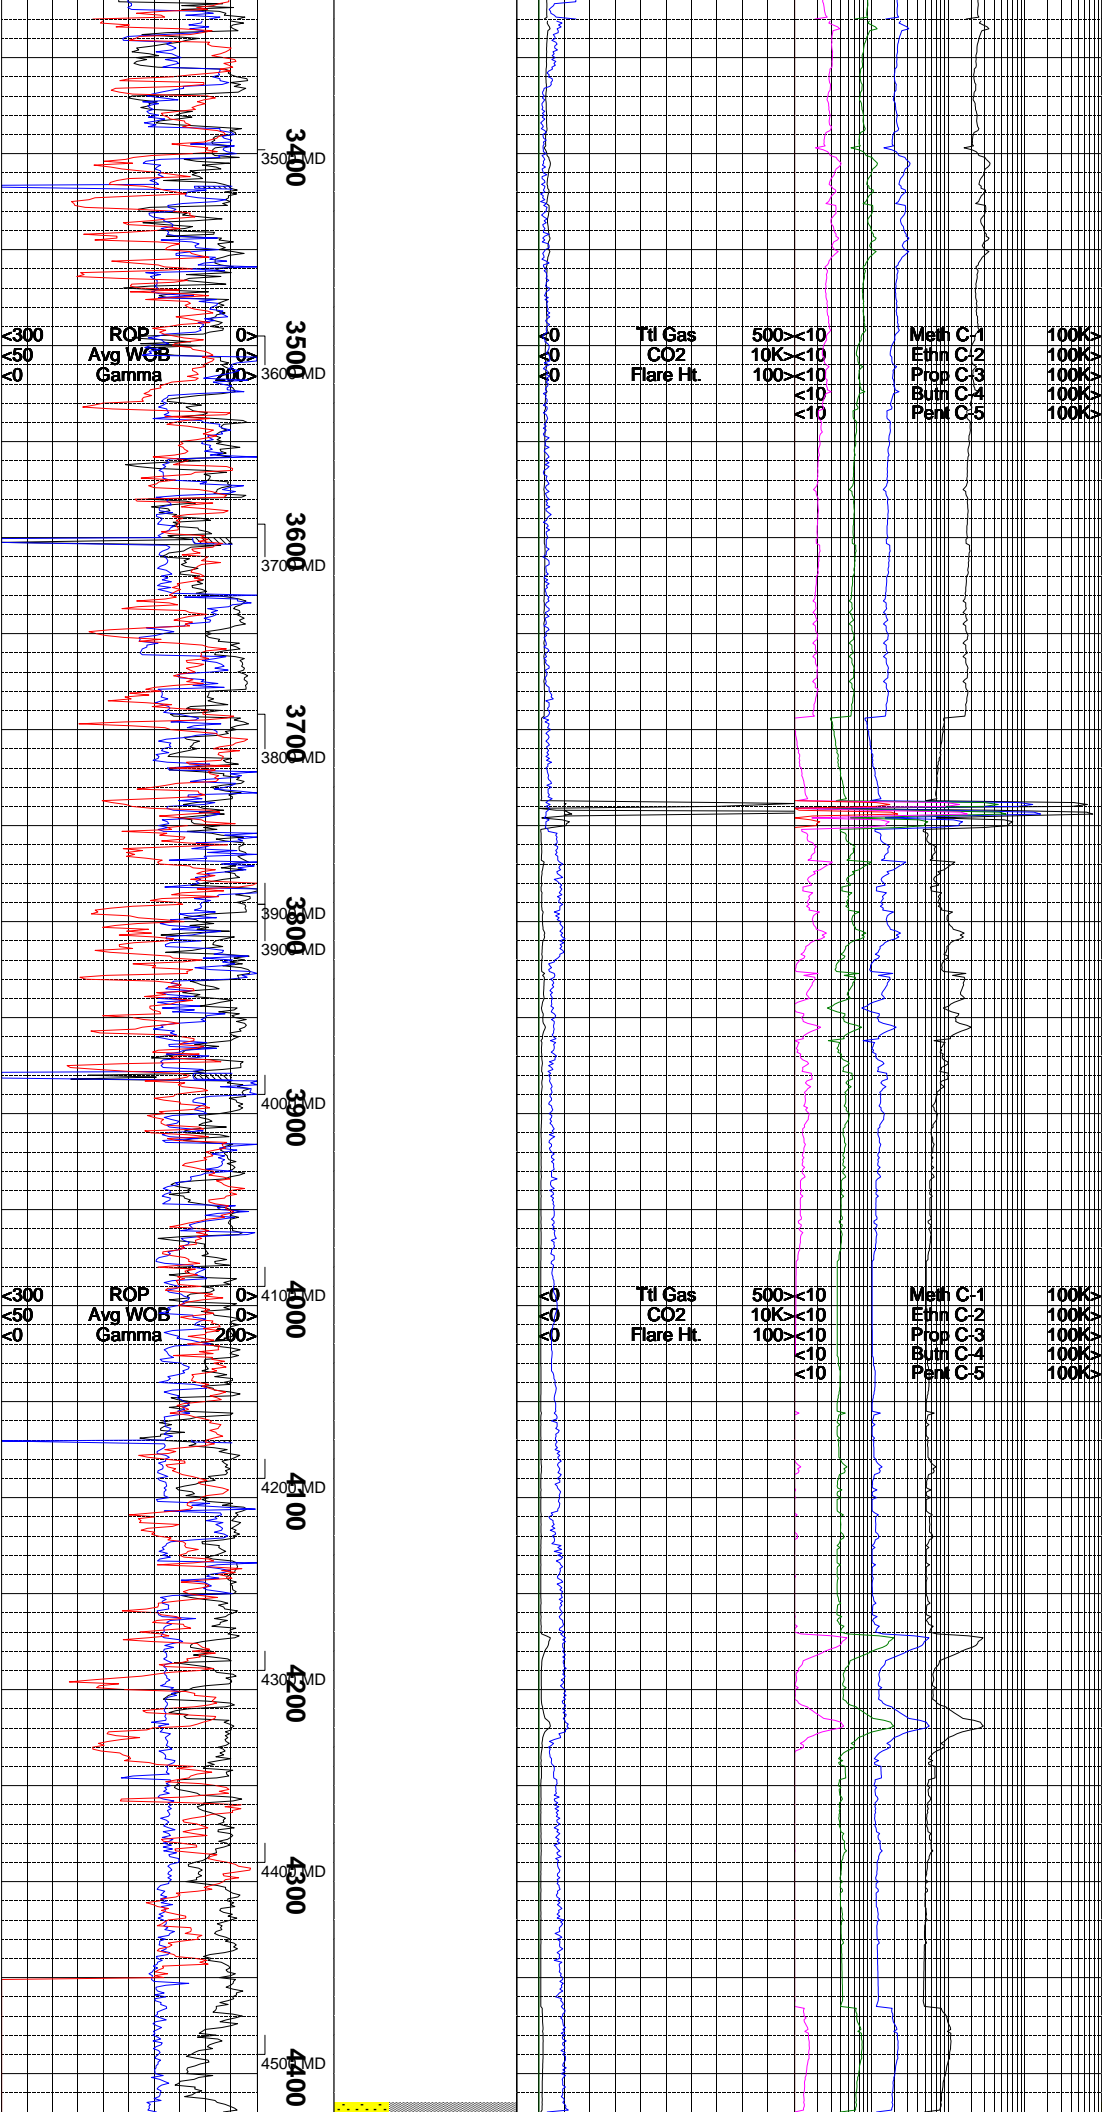 3400
3500 MD
<300 ROP 0>
<50 Avg WOB 0>
<0 Gamma 200>
3500
3600 MD
<0 Ttl Gas 500>
<0 CO2 10K>
<0 Flare Ht. 100>
<10 Meth C-1 100K>
<10 Ethn C-2 100K>
<10 Prop C-3 100K>
<10 Butn C-4 100K>
<10 Pent C-5 100K>
3600
3700 MD
3700
3800 MD
3900 MD
3800
3900 MD
3900
4000 MD
<300 ROP 0>
<50 Avg WOB 0>
<0 Gamma 200>
4000
4100 MD
<0 Ttl Gas 500>
<0 CO2 10K>
<0 Flare Ht. 100>
<10 Meth C-1 100K>
<10 Ethn C-2 100K>
<10 Prop C-3 100K>
<10 Butn C-4 100K>
<10 Pent C-5 100K>
4100
4200 MD
4200
4300 MD
4300
4400 MD
4400
4500 MD